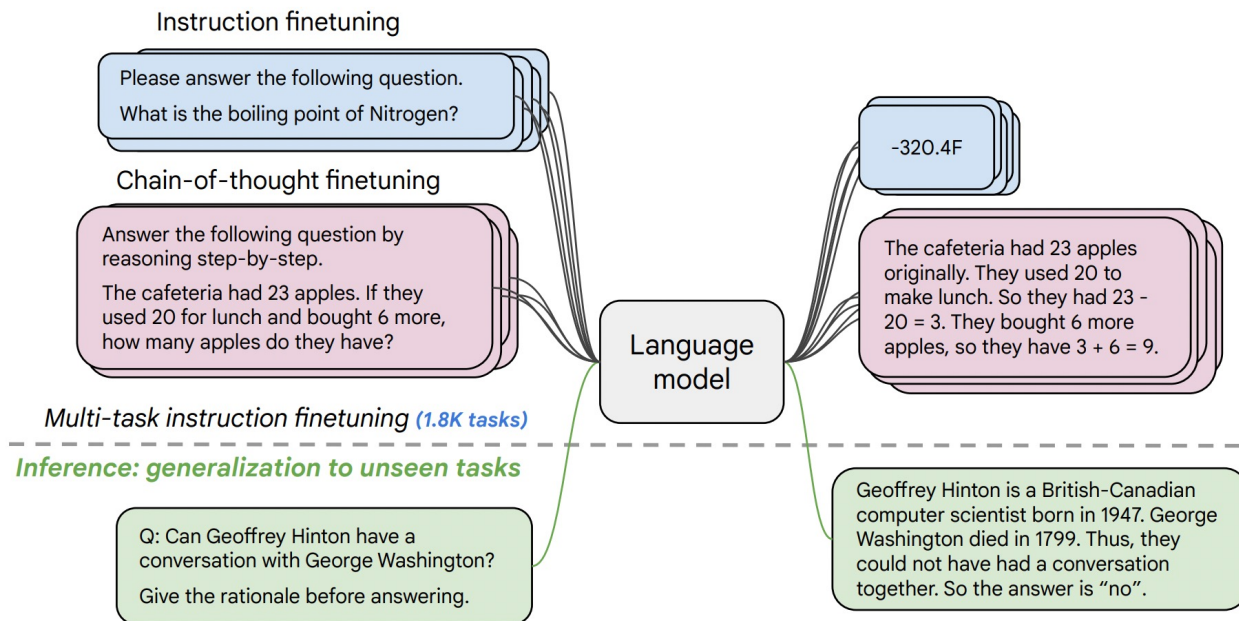 Instruction finetuning
Please answer the following question.
What is the boiling point of Nitrogen?
-320.4F
Chain-of-thought finetuning
Answer the following question by
reasoning step-by-step.
The cafeteria had 23 apples. If they
used 20 for lunch and bought 6 more,
how many apples do they have?
Language
model
The cafeteria had 23 apples
originally. They used 20 to
make lunch. So they had 23 -
20 = 3. They bought 6 more
apples, so they have 3 + 6 = 9.
Multi-task instruction finetuning (1.8K tasks)
Inference: generalization to unseen tasks
Q: Can Geoffrey Hinton have a
conversation with George Washington?
Give the rationale before answering.
Geoffrey Hinton is a British-Canadian
computer scientist born in 1947. George
Washington died in 1799. Thus, they
could not have had a conversation
together. So the answer is “no”.